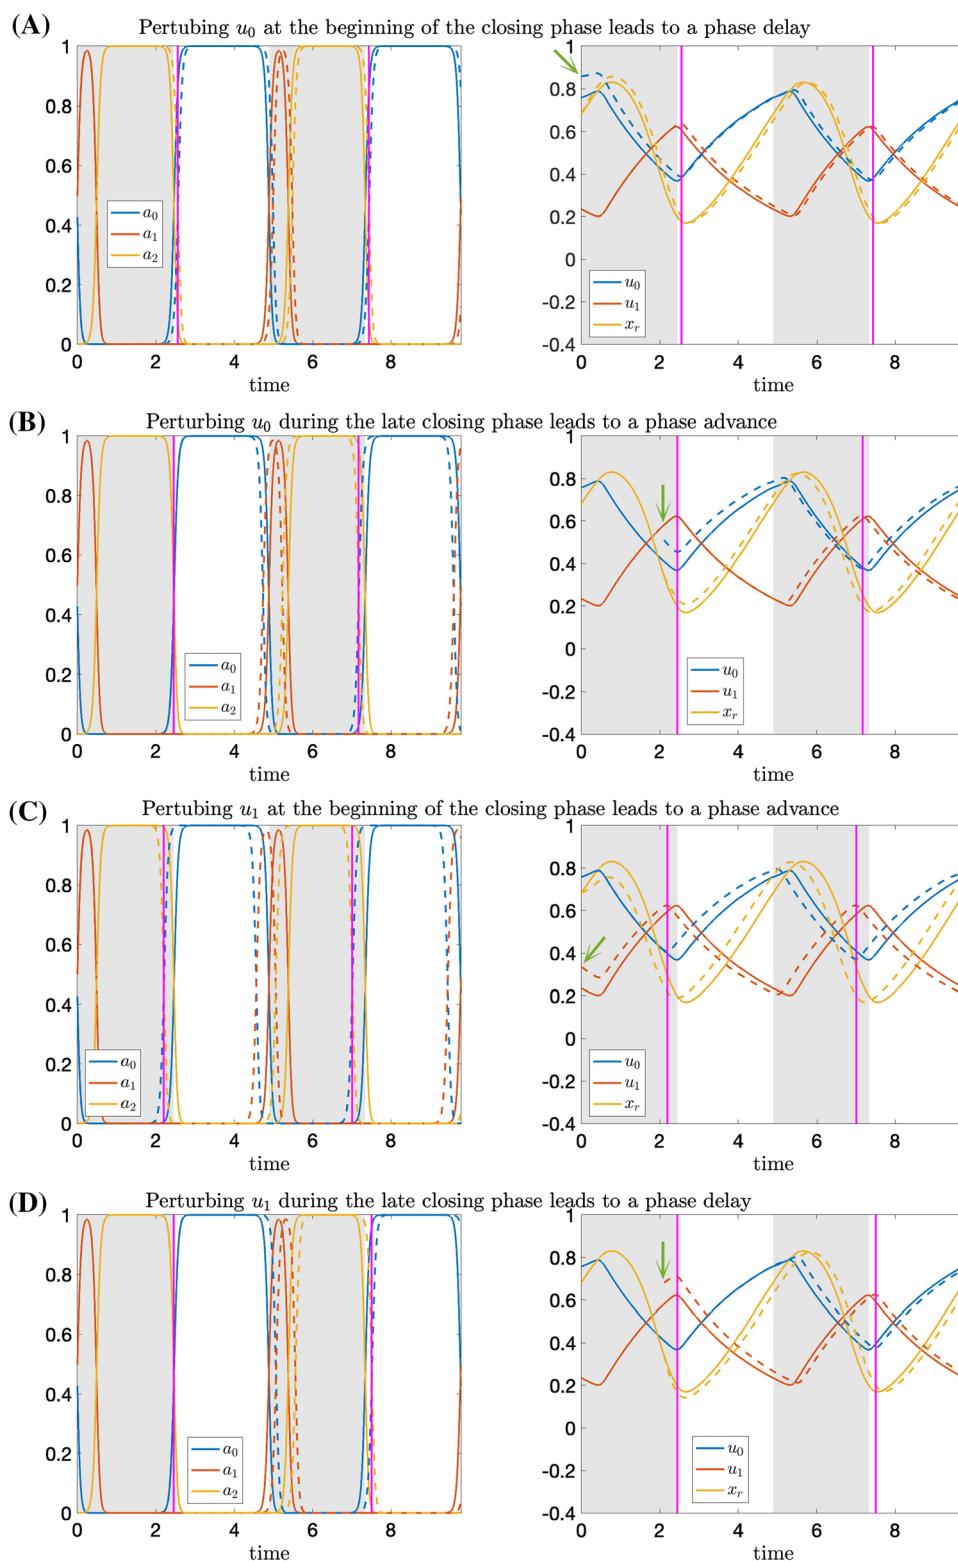 (A) Pertubing u₀ at the beginning of the closing phase leads to a phase delay
1
0.8
0.6
0.4
0.2
0
a₀
a₁
a₂
0 2 4 6 8
time
1
0.8
0.6
0.4
0.2
0
-0.2
-0.4
u₀
u₁
xᵣ
0 2 4 6 8
time
(B) Perturbing u₀ during the late closing phase leads to a phase advance
1
0.8
0.6
0.4
0.2
0
a₀
a₁
a₂
0 2 4 6 8
time
1
0.8
0.6
0.4
0.2
0
-0.2
-0.4
u₀
u₁
xᵣ
0 2 4 6 8
time
(C) Pertubing u₁ at the beginning of the closing phase leads to a phase advance
1
0.8
0.6
0.4
0.2
0
a₀
a₁
a₂
0 2 4 6 8
time
1
0.8
0.6
0.4
0.2
0
-0.2
-0.4
u₀
u₁
xᵣ
0 2 4 6 8
time
(D) Perturbing u₁ during the late closing phase leads to a phase delay
1
0.8
0.6
0.4
0.2
0
a₀
a₁
a₂
0 2 4 6 8
time
1
0.8
0.6
0.4
0.2
0
-0.2
-0.4
u₀
u₁
xᵣ
0 2 4 6 8
time